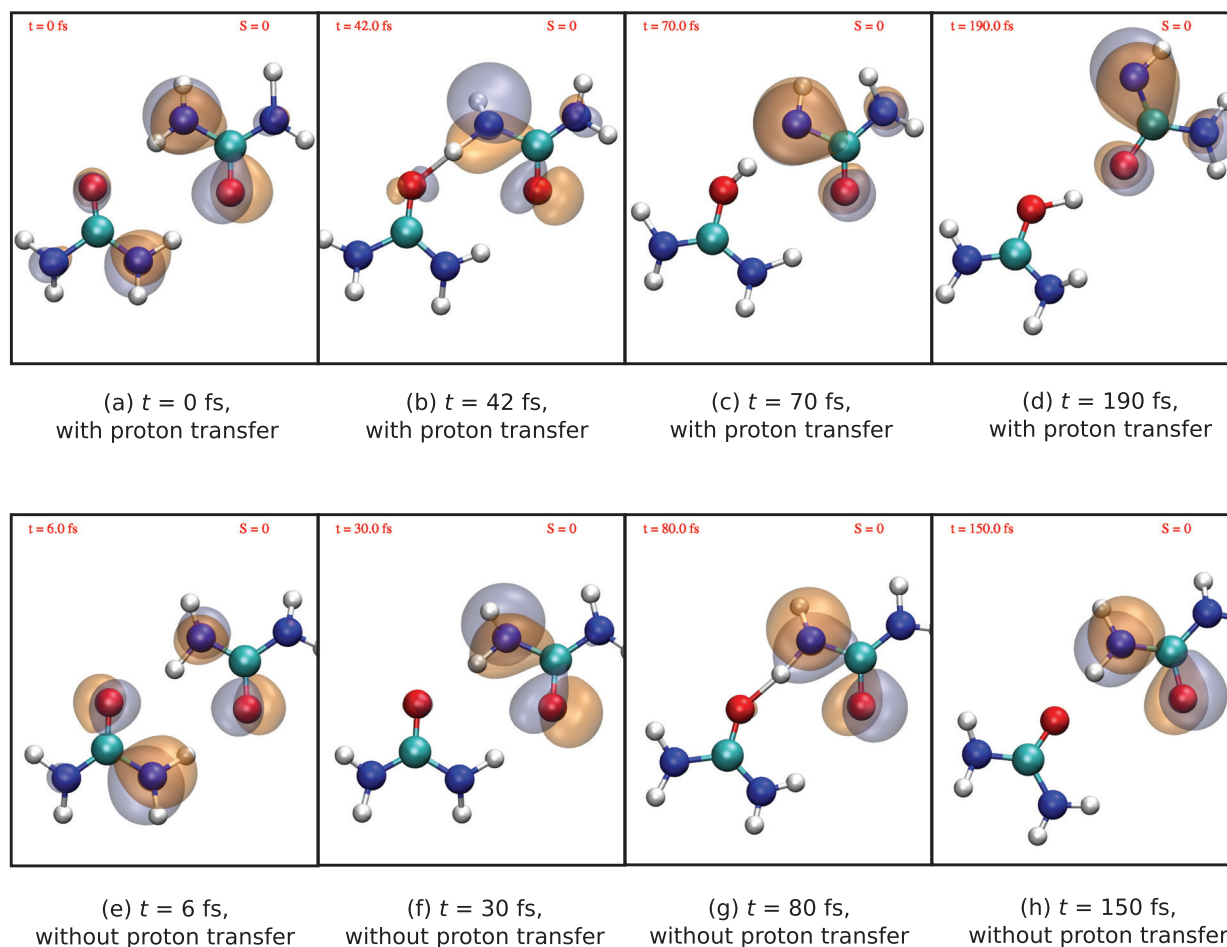 t = 0 fs S = 0
t = 42.0 fs S = 0
t = 70.0 fs S = 0
t = 190.0 fs S = 0
(a) t = 0 fs,
with proton transfer
(b) t = 42 fs,
with proton transfer
(c) t = 70 fs,
with proton transfer
(d) t = 190 fs,
with proton transfer
t = 6.0 fs S = 0
t = 30.0 fs S = 0
t = 80.0 fs S = 0
t = 150.0 fs S = 0
(e) t = 6 fs,
without proton transfer
(f) t = 30 fs,
without proton transfer
(g) t = 80 fs,
without proton transfer
(h) t = 150 fs,
without proton transfer